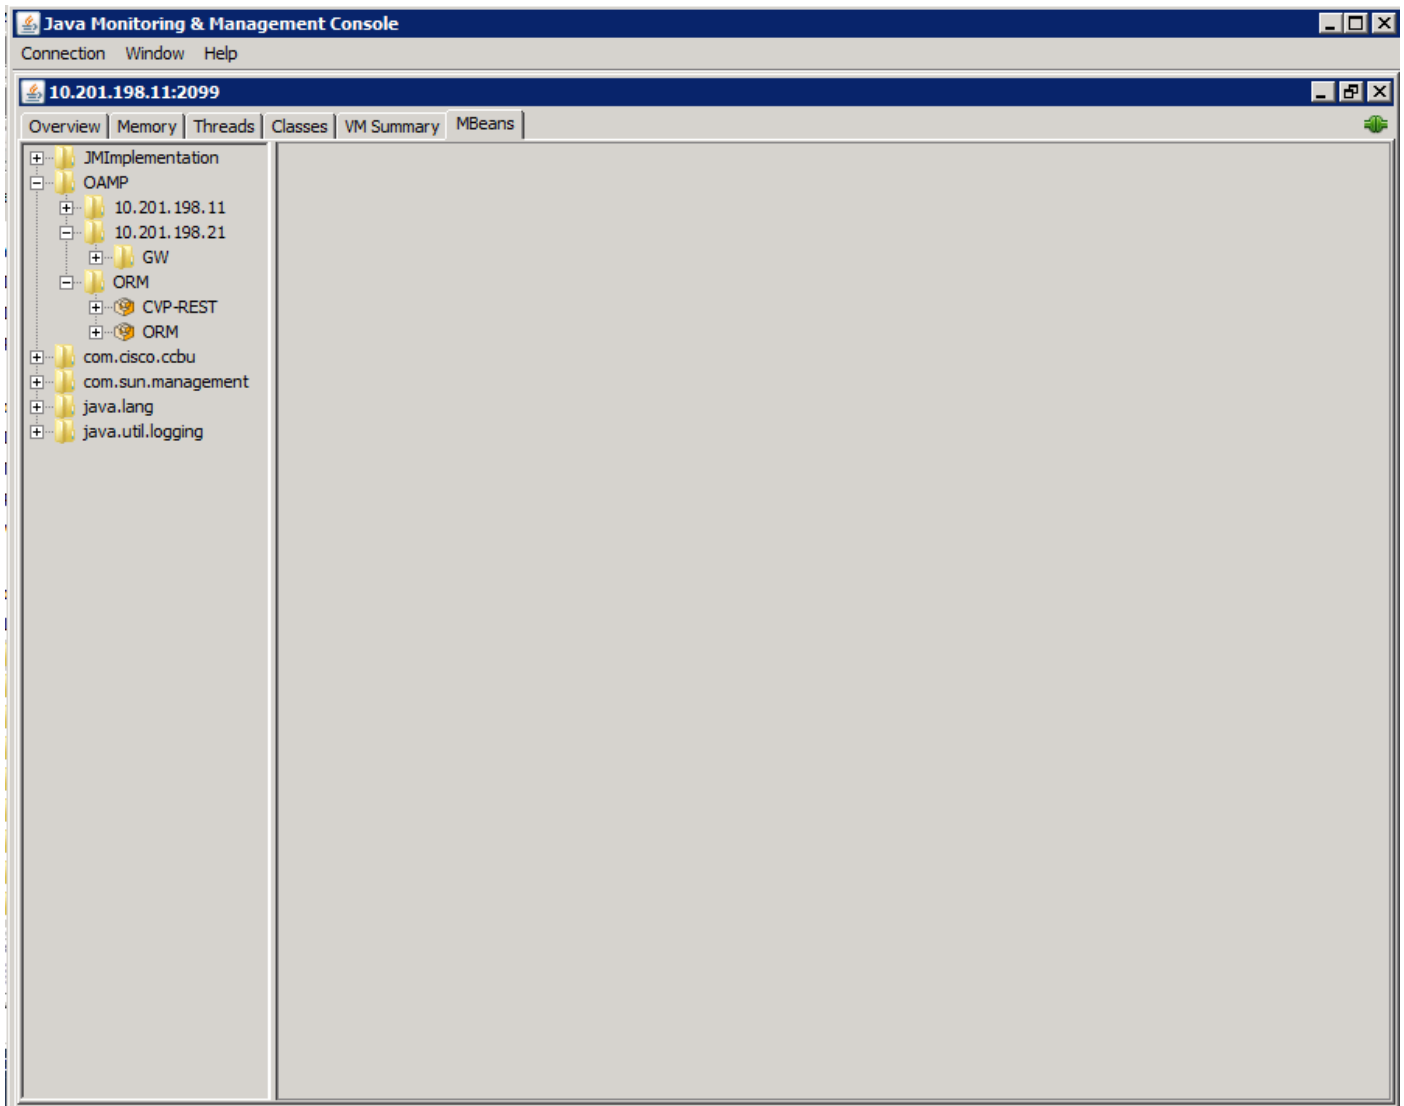 Java Monitoring & Management Console
Connection Window Help
10.201.198.11:2099
Overview Memory Threads Classes VM Summary MBeans
JMImplementation
OAMP
10.201.198.11
10.201.198.21
GW
ORM
CVP-REST
ORM
com.cisco.ccbu
com.sun.management
java.lang
java.util.logging